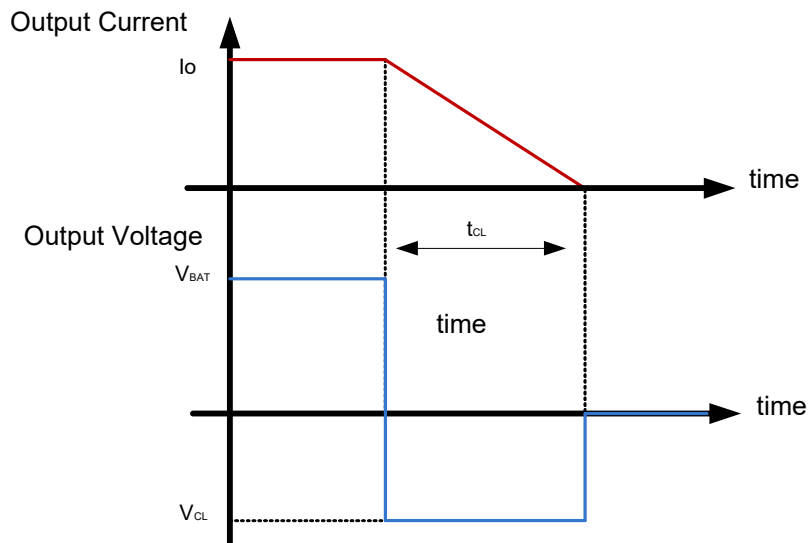 Output Current
Io
time
Output Voltage
tCL
VBAT
time
time
VCL